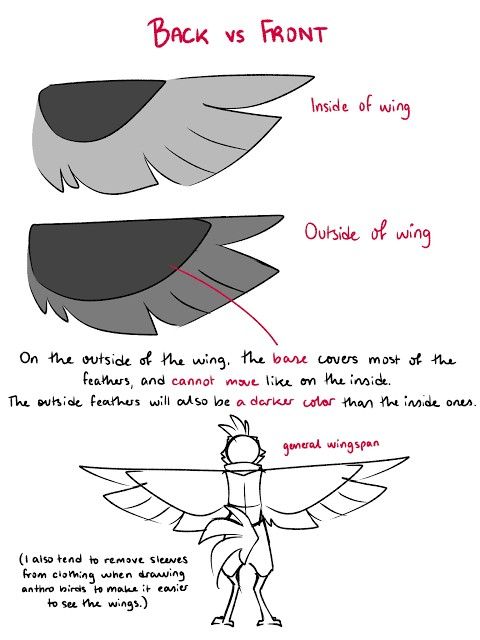 BACK VS FRONT
Inside of wing
Outside of wing
On the outside of the wing, the base covers most of the
feathers, and cannot move like on the inside.
The outside feathers will also be a darker color than the inside ones.
general wingspan
(I also tend to remove sleeves
from clothing when drawing
anthro birds to make it easier
to see the wings.)